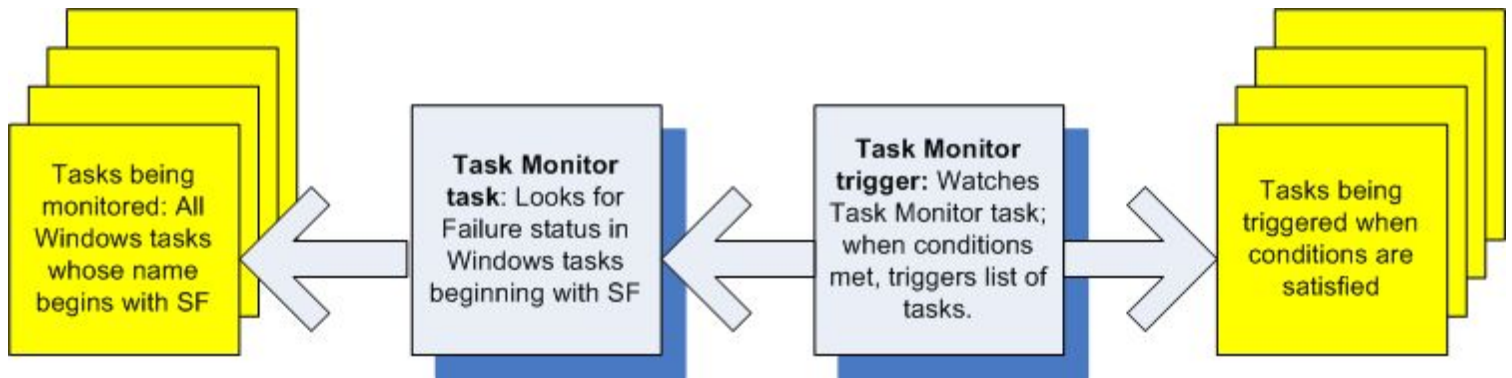 Tasks being
monitored: All
Windows tasks
whose name
begins with SF
Task Monitor
task: Looks for
Failure status in
Windows tasks
beginning with SF
Task Monitor
trigger: Watches
Task Monitor task;
when conditions
met, triggers list of
tasks.
Tasks being
triggered when
conditions are
satisfied